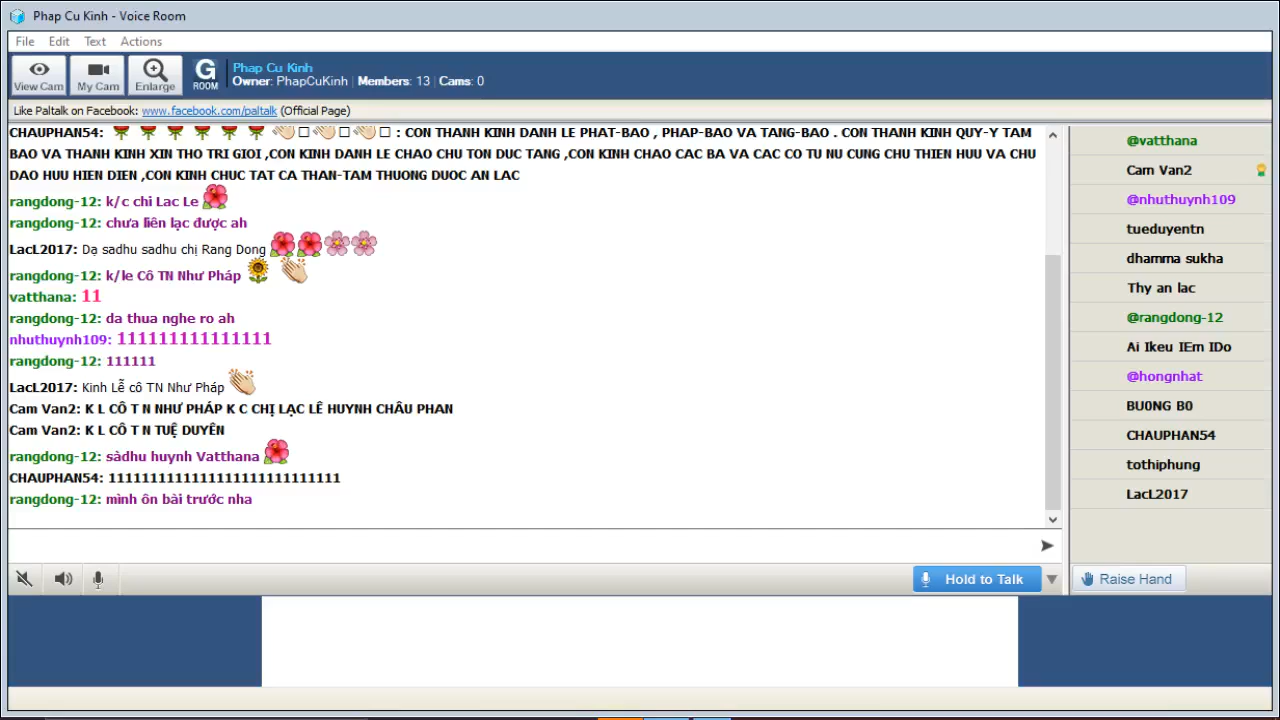 Phap Cu Kinh - Voice Room
File Edit Text Actions
View Cam My Cam Enlarge G ROOM Phap Cu Kinh
Owner: PhapCuKinh Members: 13 Cams: 0
Like Paltalk on Facebook: www.facebook.com/paltalk (Official Page)
CHAUPHAN54: : CON THANH KINH DANH LE PHAT-BAO , PHAP-BAO VA TANG-BAO . CON THANH KINH QUY-Y TAM
BAO VA THANH KINH XIN THO TRI GIOI ,CON KINH DANH LE CHAO CHU TON DUC TANG ,CON KINH CHAO CAC BA VA CAC CO TU NU CUNG CHU THIEN HUU VA CHU
DAO HUU HIEN DIEN ,CON KINH CHUC TAT CA THAN-TAM THUONG DUOC AN LAC
rangdong-12: k/c chi Lac Le
rangdong-12: chưa liên lạc được ah
LacL2017: Dạ sadhu sadhu chị Rang Dong
rangdong-12: k/le Cô TN Như Pháp
vatthana: 11
rangdong-12: da thua nghe ro ah
nhuthuynh109: 11111111111111
rangdong-12: 111111
LacL2017: Kinh Lễ cô TN Như Pháp
Cam Van2: K L CÔ T N NHƯ PHÁP K C CHỊ LẠC LÊ HUYNH CHÂU PHAN
Cam Van2: K L CÔ T N TUỆ DUYÊN
rangdong-12: sàdhu huynh Vatthana
CHAUPHAN54: 1111111111111111111111111111
rangdong-12: mình ôn bài trước nha
@vatthana
Cam Van2
@nhuthuynh109
tueduyentn
dhamma sukha
Thy an lac
@rangdong-12
Ai Ikeu IEm IDo
@hongnhat
BU0NG B0
CHAUPHAN54
tothiphung
LacL2017
Hold to Talk
Raise Hand